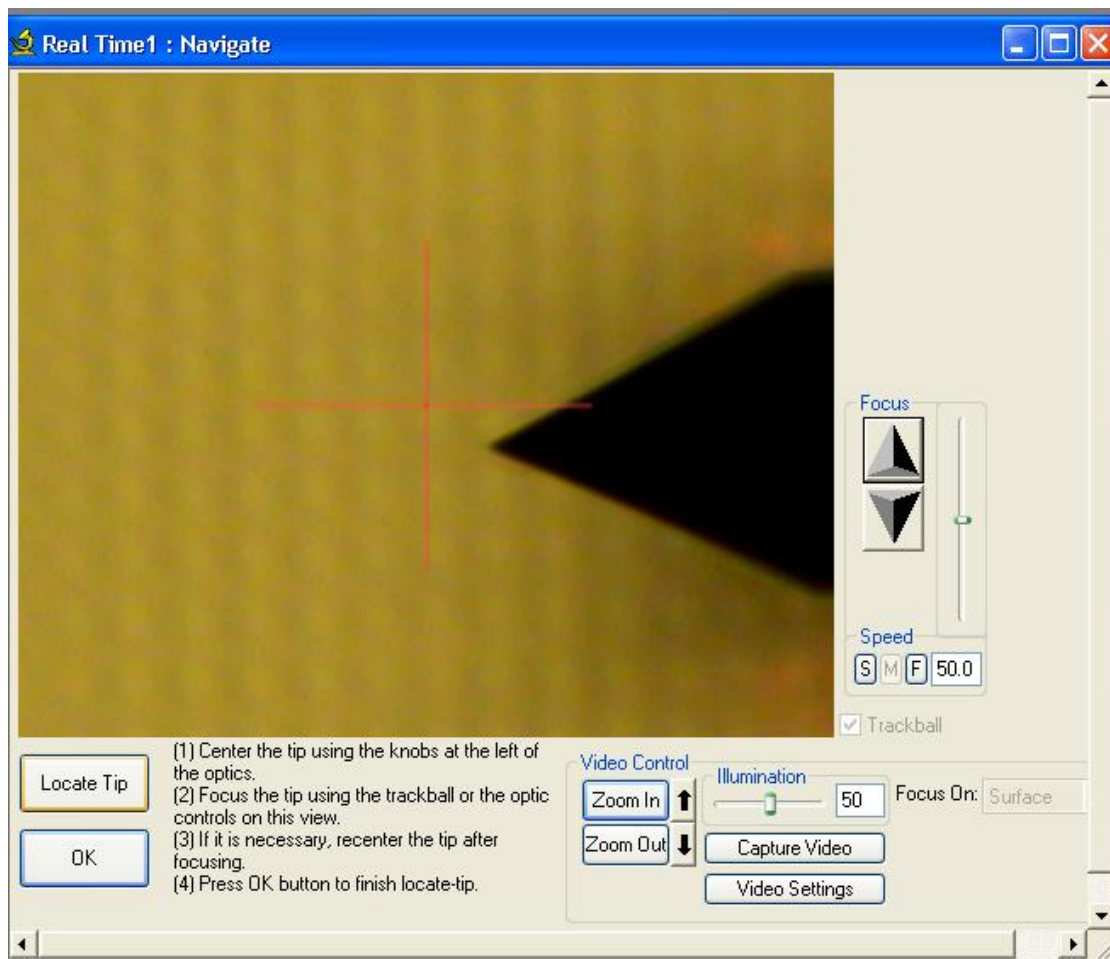 Real Time1 : Navigate
Focus
Speed
S M F 50.0
Trackball
Locate Tip
OK
(1) Center the tip using the knobs at the left of
the optics.
(2) Focus the tip using the trackball or the optic
controls on this view.
(3) If it is necessary, recenter the tip after
focusing.
(4) Press OK button to finish locate-tip.
Video Control
Zoom In
Zoom Out
Illumination
50
Capture Video
Video Settings
Focus On: Surface